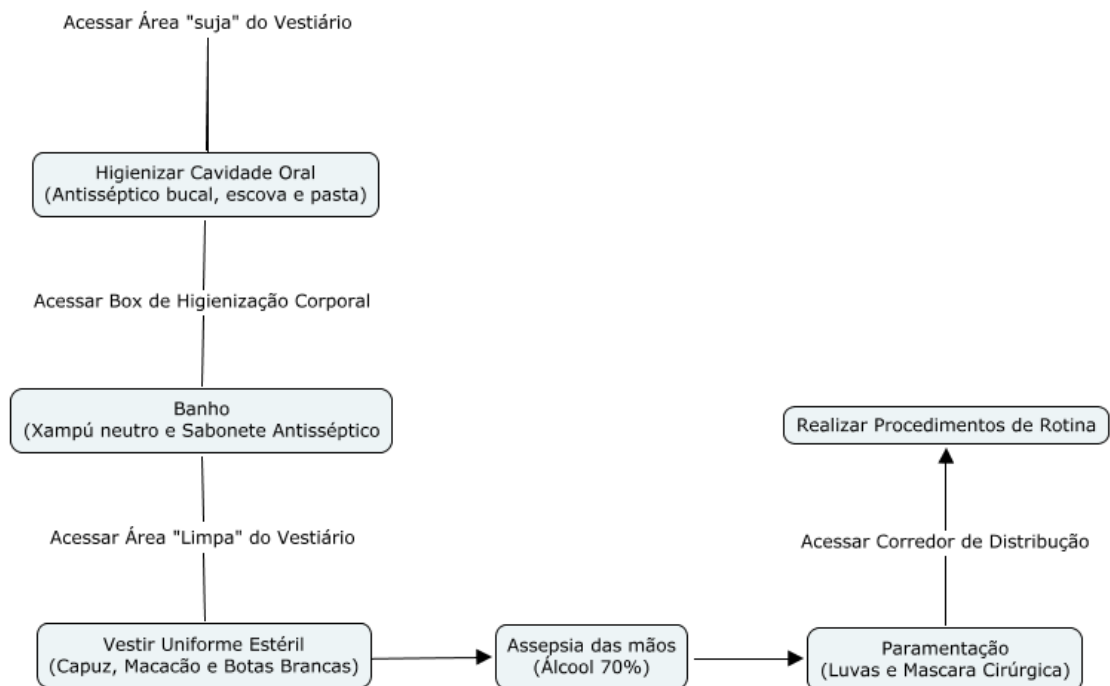 Acessar Área "suja" do Vestiário
Higienizar Cavidade Oral
(Antisséptico bucal, escova e pasta)
Acessar Box de Higienização Corporal
Banho
(Xampú neutro e Sabonete Antisséptico
Acessar Área "Limpa" do Vestiário
Vestir Uniforme Estéril
(Capuz, Macacão e Botas Brancas)
Assepsia das mãos
(Álcool 70%)
Paramentação
(Luvas e Mascara Cirúrgica)
Acessar Corredor de Distribução
Realizar Procedimentos de Rotina